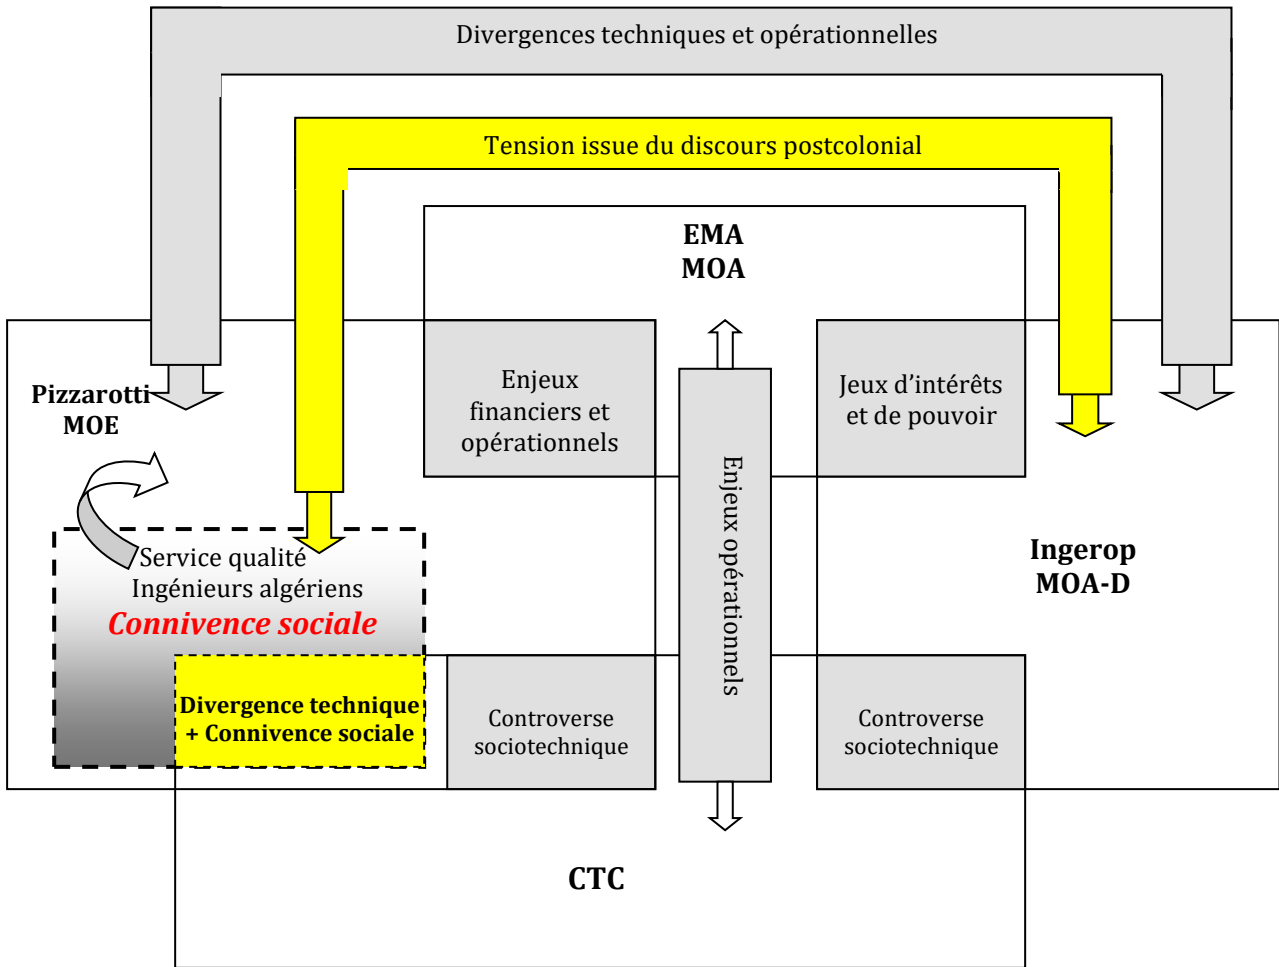 Divergences techniques et opérationnelles
Tension issue du discours postcolonial
EMA
MOA
Pizzarotti
MOE
Enjeux
financiers et
opérationnels
Jeux d’intérêts
et de pouvoir
Enjeux opérationnels
Service qualité
Ingénieurs algériens
Connivence sociale
Ingerop
MOA-D
Divergence technique
+ Connivence sociale
Controverse
sociotechnique
Controverse
sociotechnique
CTC